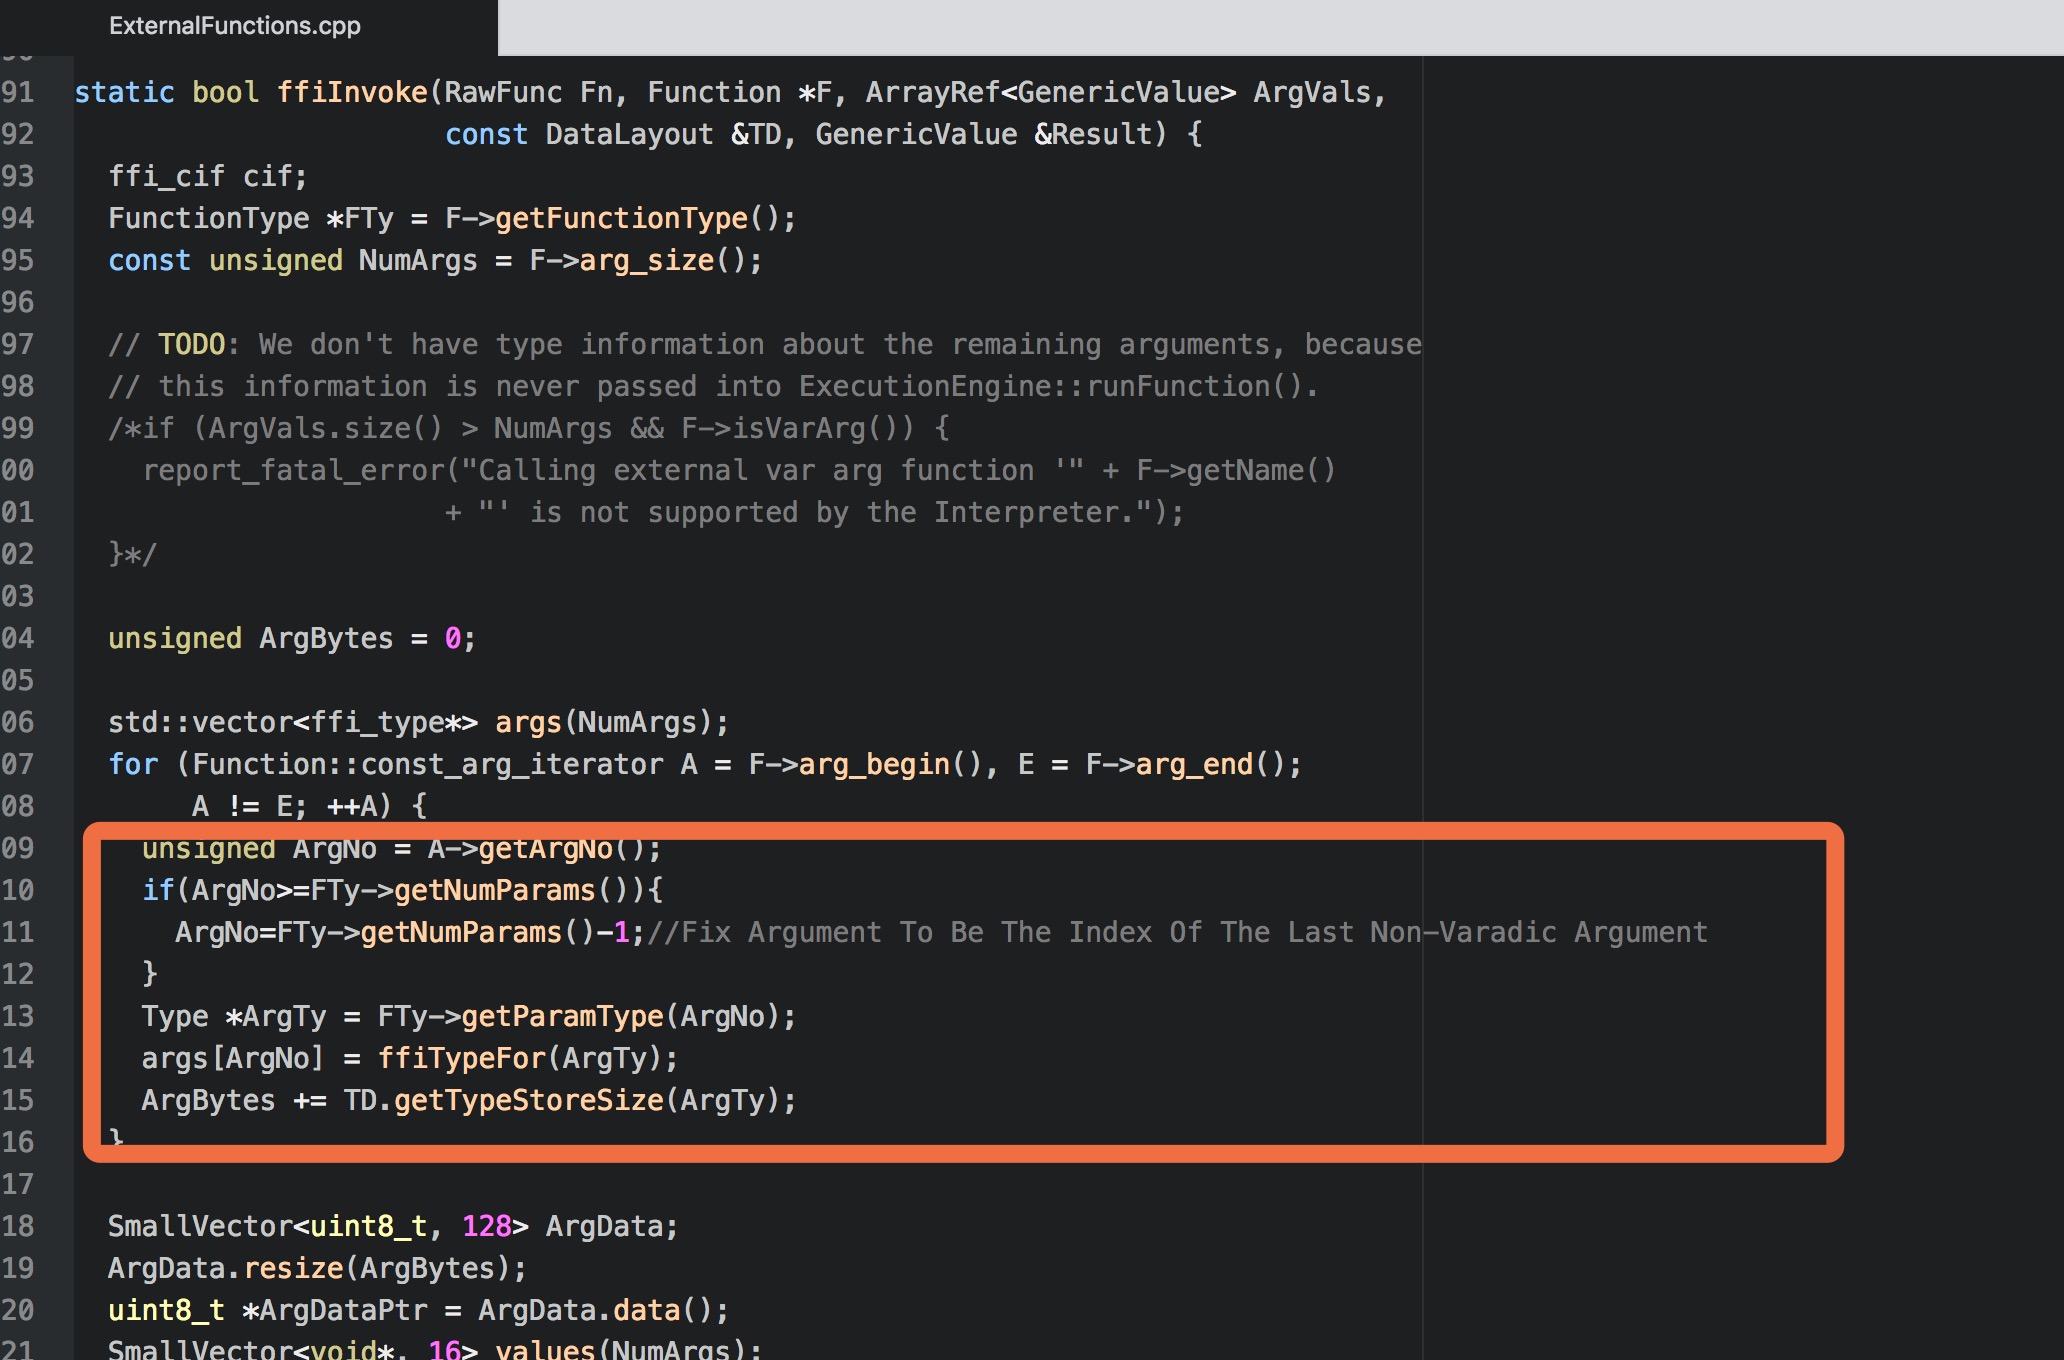 ExternalFunctions.cpp
91 static bool ffiInvoke(RawFunc Fn, Function *F, ArrayRef<GenericValue> ArgVals,
92                       const DataLayout &TD, GenericValue &Result) {
93   ffi_cif cif;
94   FunctionType *FTy = F->getFunctionType();
95   const unsigned NumArgs = F->arg_size();
96
97   // TODO: We don't have type information about the remaining arguments, because
98   // this information is never passed into ExecutionEngine::runFunction().
99   /*if (ArgVals.size() > NumArgs && F->isVarArg()) {
00     report_fatal_error("Calling external var arg function '" + F->getName()
01                       + "' is not supported by the Interpreter.");
02   }*/
03
04   unsigned ArgBytes = 0;
05
06   std::vector<ffi_type*> args(NumArgs);
07   for (Function::const_arg_iterator A = F->arg_begin(), E = F->arg_end();
08        A != E; ++A) {
09     unsigned ArgNo = A->getArgNo();
10     if(ArgNo>=FTy->getNumParams()){
11       ArgNo=FTy->getNumParams()-1;//Fix Argument To Be The Index Of The Last Non-Varadic Argument
12     }
13     Type *ArgTy = FTy->getParamType(ArgNo);
14     args[ArgNo] = ffiTypeFor(ArgTy);
15     ArgBytes += TD.getTypeStoreSize(ArgTy);
16   }
17
18   SmallVector<uint8_t, 128> ArgData;
19   ArgData.resize(ArgBytes);
20   uint8_t *ArgDataPtr = ArgData.data();
21   SmallVector<void*, 16> values(NumArgs);